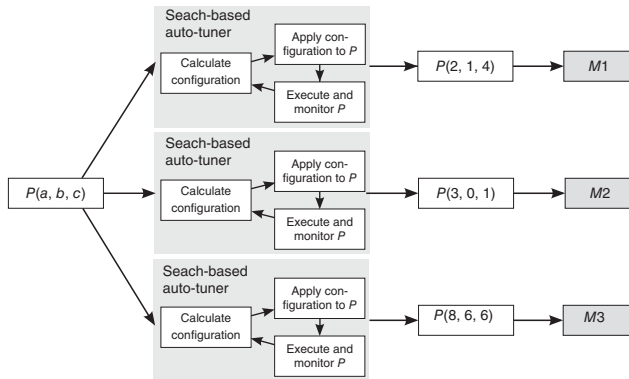 Seach-based
auto-tuner
Apply con-
figuration to P
Calculate
configuration
Execute and
monitor P
P(2, 1, 4)
M1
Seach-based
auto-tuner
Apply con-
figuration to P
Calculate
configuration
Execute and
monitor P
P(a, b, c)
P(3, 0, 1)
M2
Seach-based
auto-tuner
Apply con-
figuration to P
Calculate
configuration
Execute and
monitor P
P(8, 6, 6)
M3